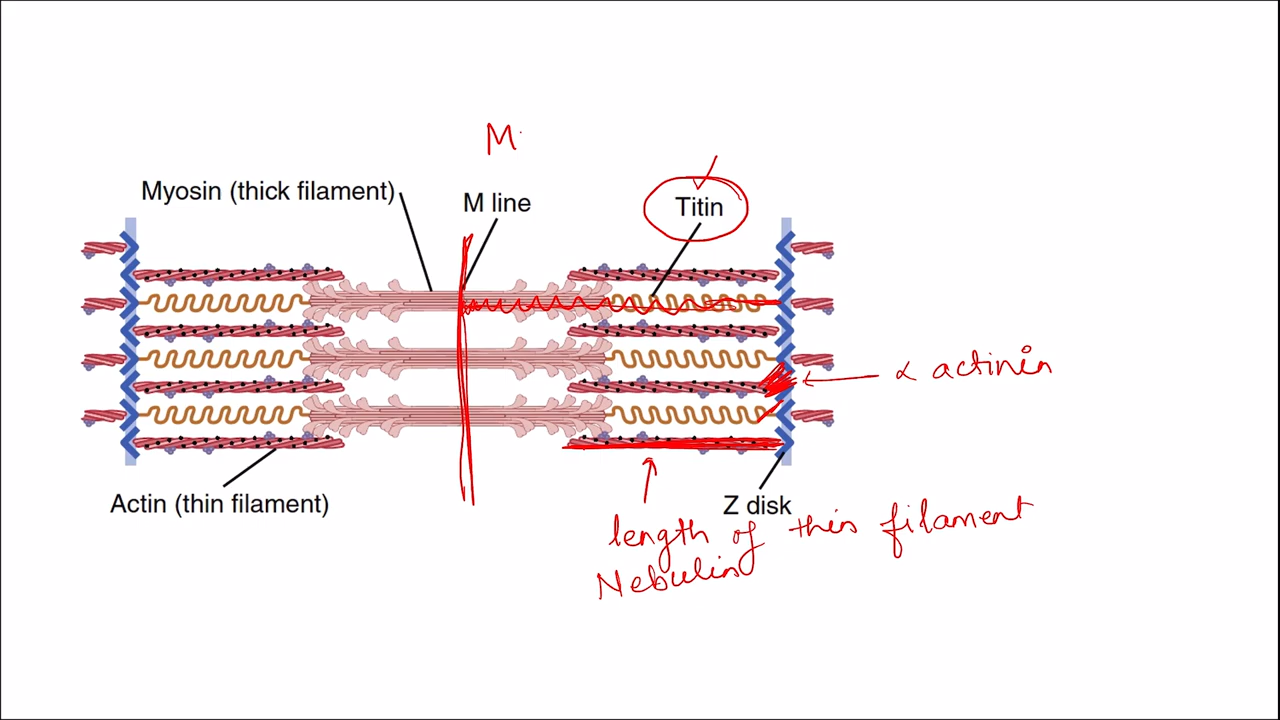 M
Myosin (thick filament)
M line
Titin
α actinin
Actin (thin filament)
Z disk
length of thin filament
Nebulin